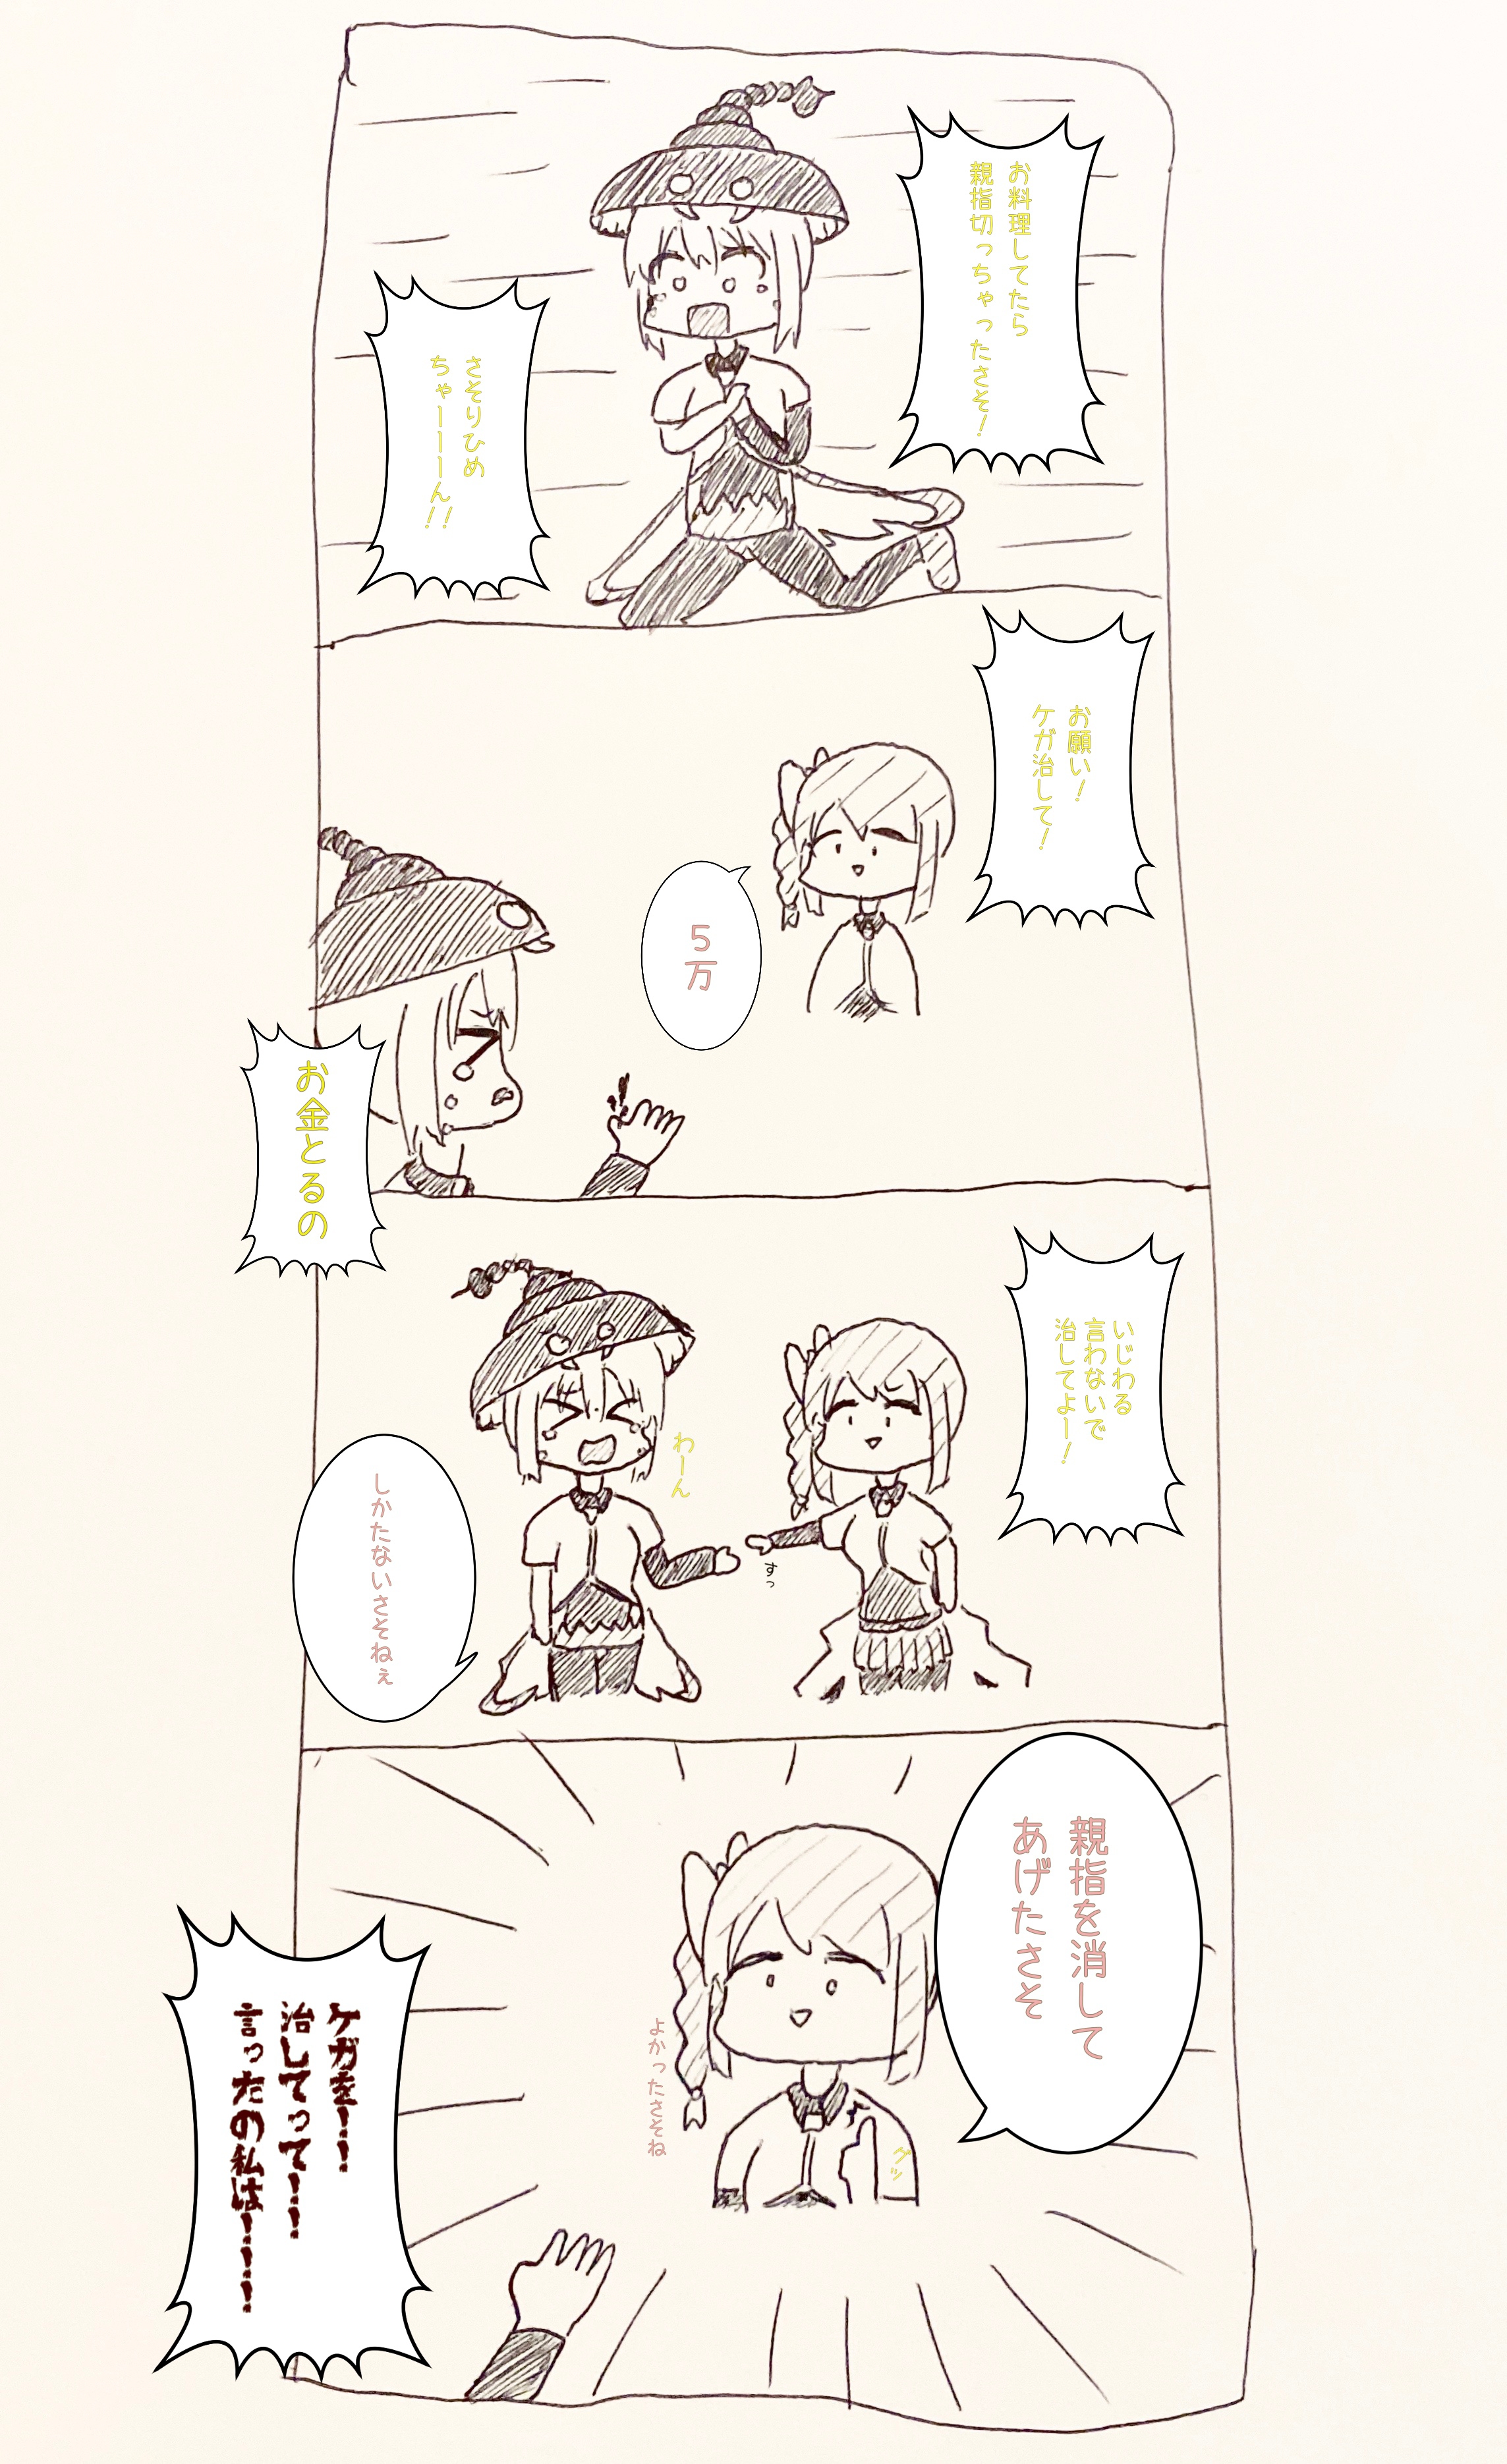 お料理してたら
親指切っちゃったさそ!
さそりひめ
ちゃーーーん!!
お願い!
ケガ治して!
5万
お金とるの
いじわる
言わないで
治してよー!
わーん
すっ
しかたないさそねぇ
親指を消して
あげたさそ
グッ
よかったさそね
ケガを!!
治してって!!!
言ったの私は!!!!